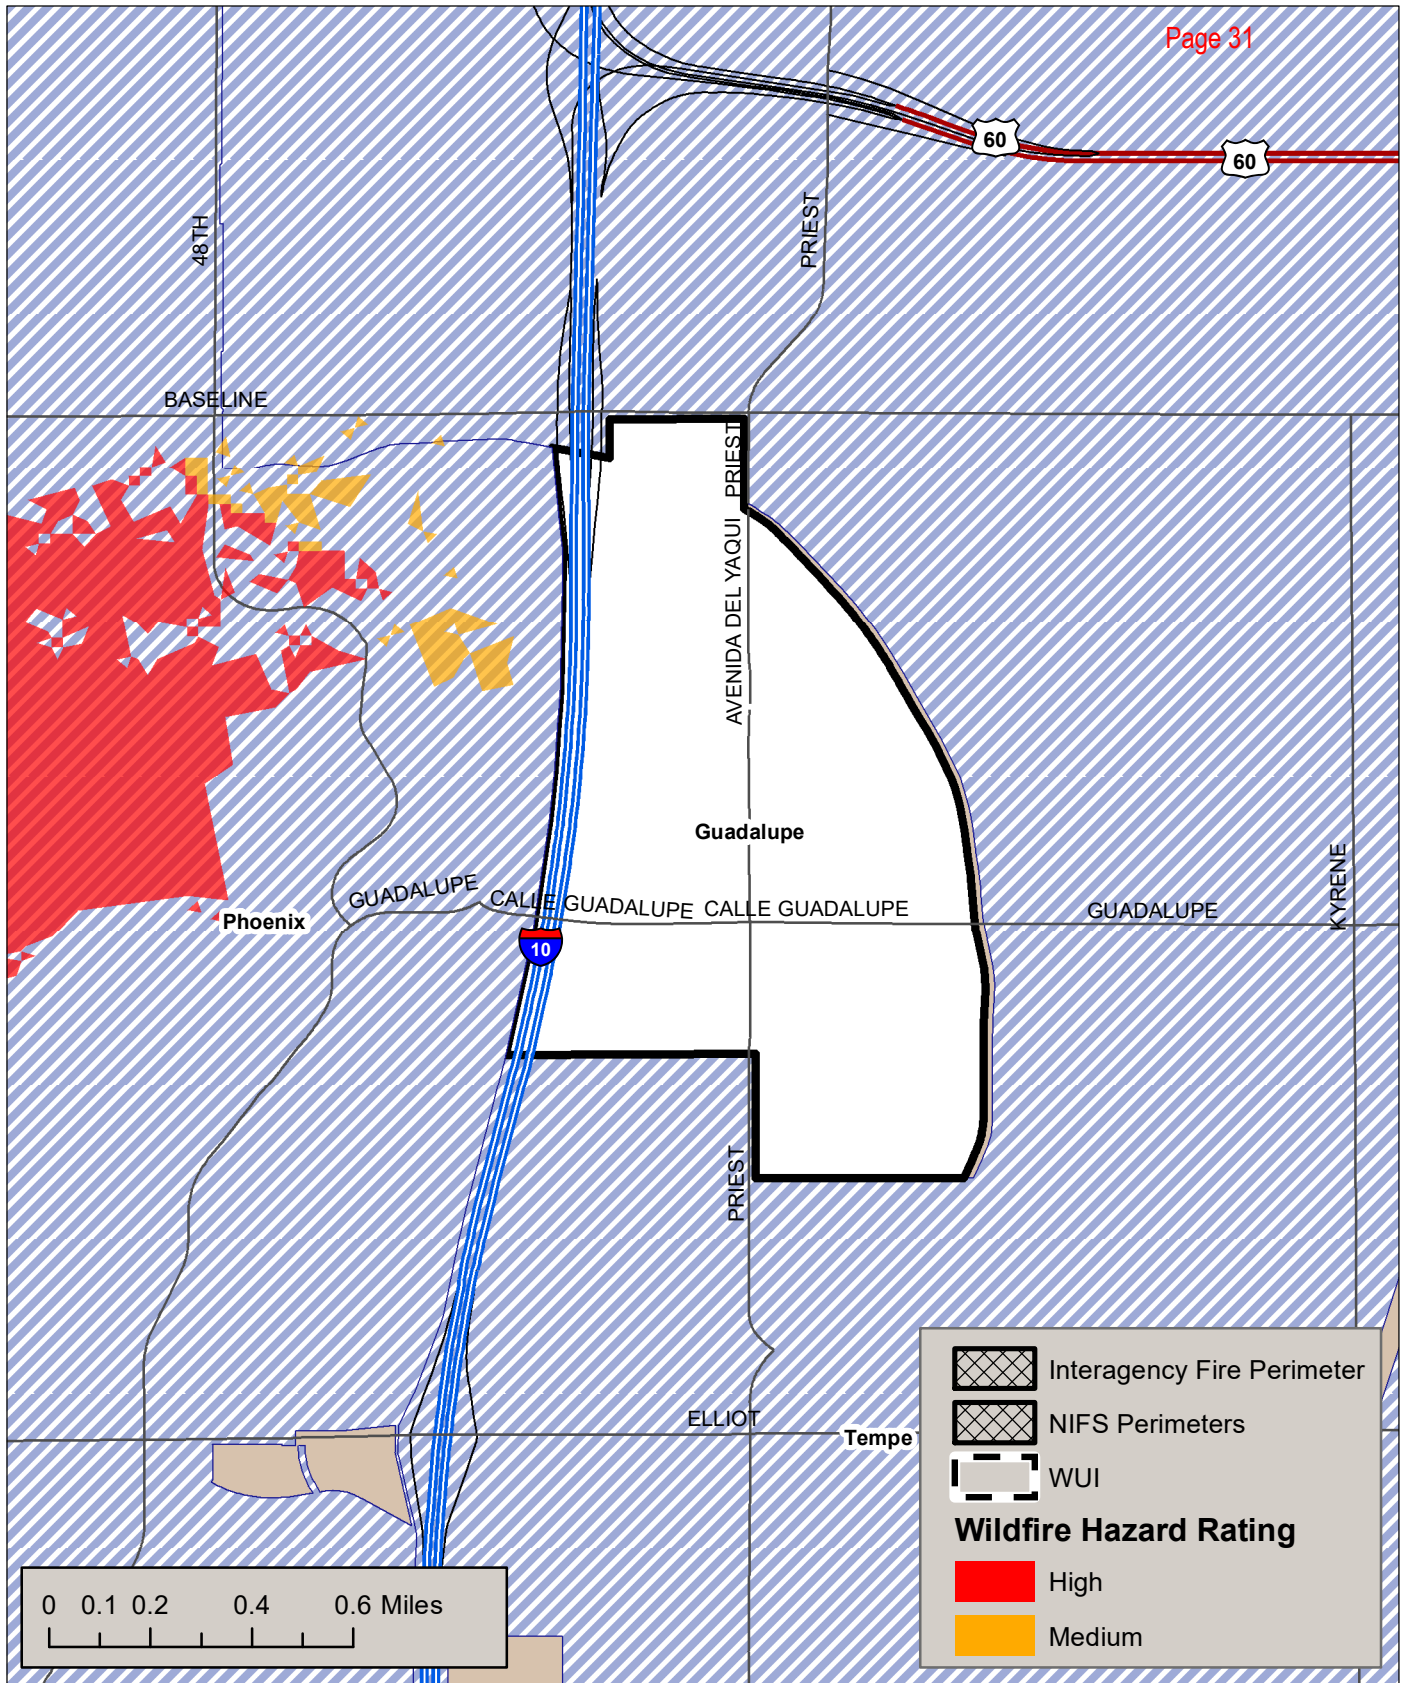 Page 31
60
60
48TH
PRIEST
BASELINE
PRIEST
AVENIDA DEL YAQUI
Guadalupe
KYRENE
GUADALUPE
CALLE GUADALUPE
CALLE GUADALUPE
GUADALUPE
Phoenix
10
PRIEST
ELLIOT
Tempe
Interagency Fire Perimeter
NIFS Perimeters
WUI
Wildfire Hazard Rating
High
Medium
0 0.1 0.2 0.4 0.6 Miles